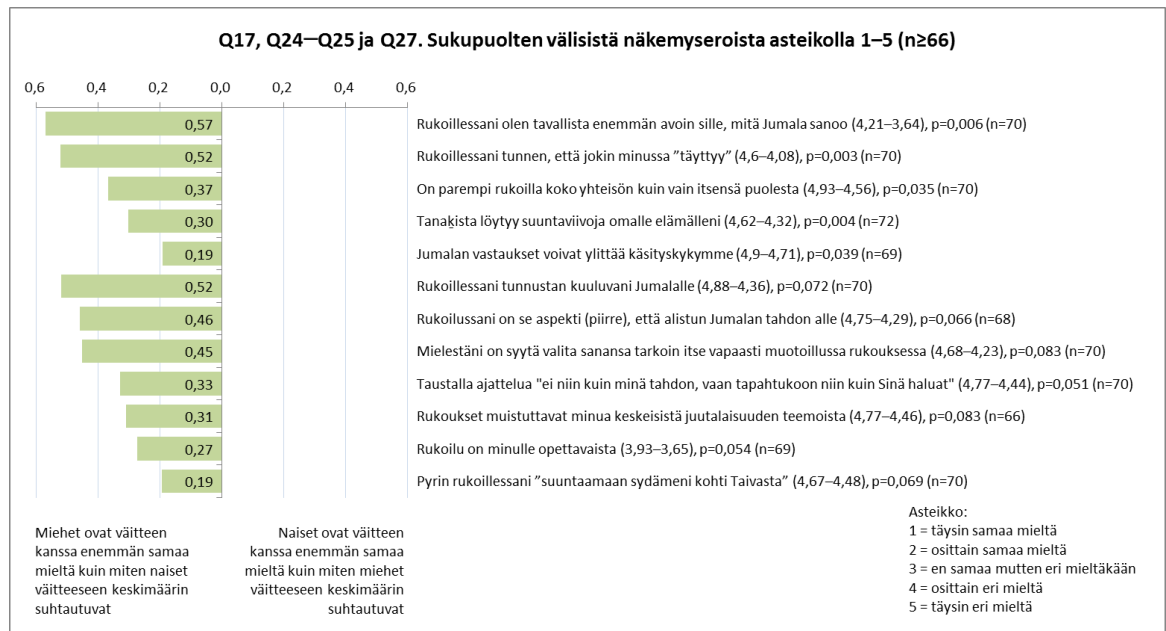 Q17, Q24—Q25 ja Q27. Sukupuolten välisistä näkemyseroista asteikolla 1–5 (n≥66)
0,6 0,4 0,2 0,0 0,2 0,4 0,6
0,57 Rukoillessani olen tavallista enemmän avoin sille, mitä Jumala sanoo (4,21–3,64), p=0,006 (n=70)
0,52 Rukoillessani tunnen, että jokin minussa ”täyttyy” (4,6–4,08), p=0,003 (n=70)
0,37 On parempi rukoilla koko yhteisön kuin vain itsensä puolesta (4,93–4,56), p=0,035 (n=70)
0,30 Tanaķista löytyy suuntaviivoja omalle elämälleni (4,62–4,32), p=0,004 (n=72)
0,19 Jumalan vastaukset voivat ylittää käsityskykymme (4,9–4,71), p=0,039 (n=69)
0,52 Rukoillessani tunnustan kuuluvani Jumalalle (4,88–4,36), p=0,072 (n=70)
0,46 Rukoilussani on se aspekti (piirre), että alistun Jumalan tahdon alle (4,75–4,29), p=0,066 (n=68)
0,45 Mielestäni on syytä valita sanansa tarkoin itse vapaasti muotoillussa rukouksessa (4,68–4,23), p=0,083 (n=70)
0,33 Taustalla ajattelua "ei niin kuin minä tahdon, vaan tapahtukoon niin kuin Sinä haluat" (4,77–4,44), p=0,051 (n=70)
0,31 Rukoukset muistuttavat minua keskeisistä juutalaisuuden teemoista (4,77–4,46), p=0,083 (n=66)
0,27 Rukoilu on minulle opettavaista (3,93–3,65), p=0,054 (n=69)
0,19 Pyrin rukoillessani ”suuntaamaan sydämeni kohti Taivasta” (4,67–4,48), p=0,069 (n=70)
Miehet ovat väitteen
kanssa enemmän samaa
mieltä kuin miten naiset
väitteeseen keskimäärin
suhtautuvat
Naiset ovat väitteen
kanssa enemmän samaa
mieltä kuin miten miehet
väitteeseen keskimäärin
suhtautuvat
Asteikko:
1 = täysin samaa mieltä
2 = osittain samaa mieltä
3 = en samaa mutten eri mieltäkään
4 = osittain eri mieltä
5 = täysin eri mieltä